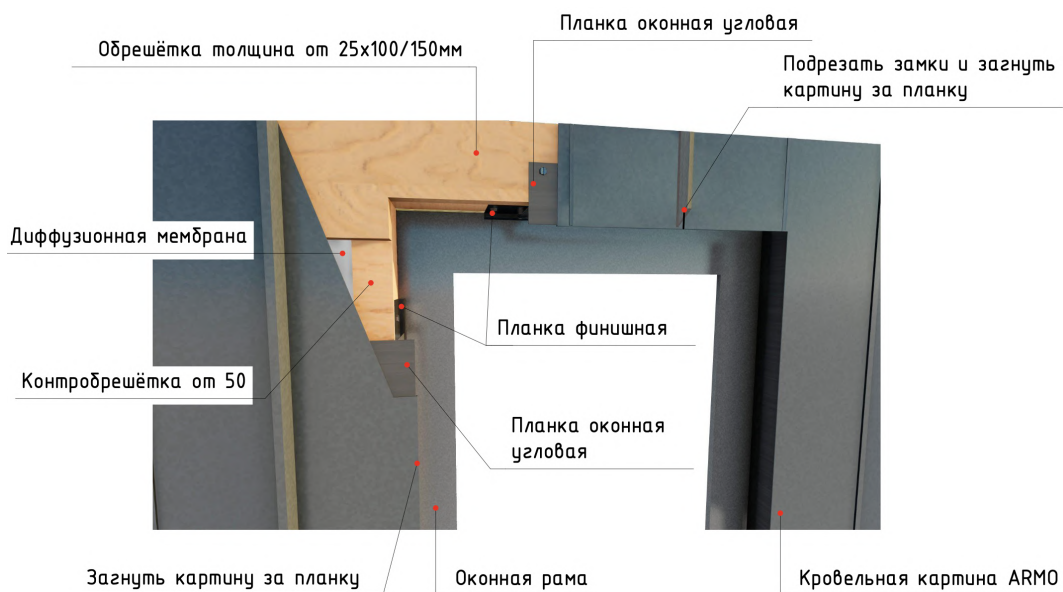 Планка оконная угловая
Обрешётка толщина от 25х100/150мм
Подрезать замки и загнуть
картину за планку
Диффузионная мембрана
Планка финишная
Контробрешётка от 50
Планка оконная
угловая
Загнуть картину за планку
Оконная рама
Кровельная картина ARMO